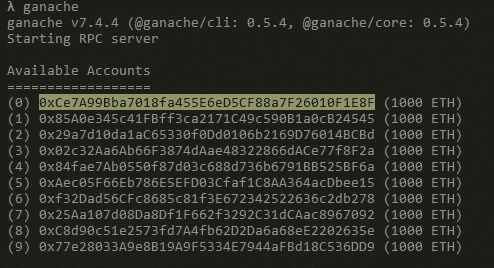 λ ganache
ganache v7.4.4 (@ganache/cli: 0.5.4, @ganache/core: 0.5.4)
Starting RPC server
Available Accounts
==================
(0) 0xCe7A99Bba7018fa455E6eD5CF88a7F26010F1E8F (1000 ETH)
(1) 0x85A0e345c41FBff3ca2171C49c590B1a0cB24545 (1000 ETH)
(2) 0x29a7d10da1aC65330f0Dd0106b2169D76014BCBd (1000 ETH)
(3) 0x02c32Aa6Ab66F3874dAae48322866dACe77f8F2a (1000 ETH)
(4) 0x84fae7Ab0550f87d03c688d736b6791BB525BF6a (1000 ETH)
(5) 0xAec05F66Eb786E5EFD03Cfaf1C8AA364acDbee15 (1000 ETH)
(6) 0xf32Dad56CFc8685c81f3E672342522636c2db278 (1000 ETH)
(7) 0x25Aa107d08Da8Df1F662f3292C31dCAac8967092 (1000 ETH)
(8) 0xC8d90c51e2573fd7A4fb62D2Da6a68eE2202635e (1000 ETH)
(9) 0x77e28033A9e8B19A9F5334E7944aFBd18C536DD9 (1000 ETH)